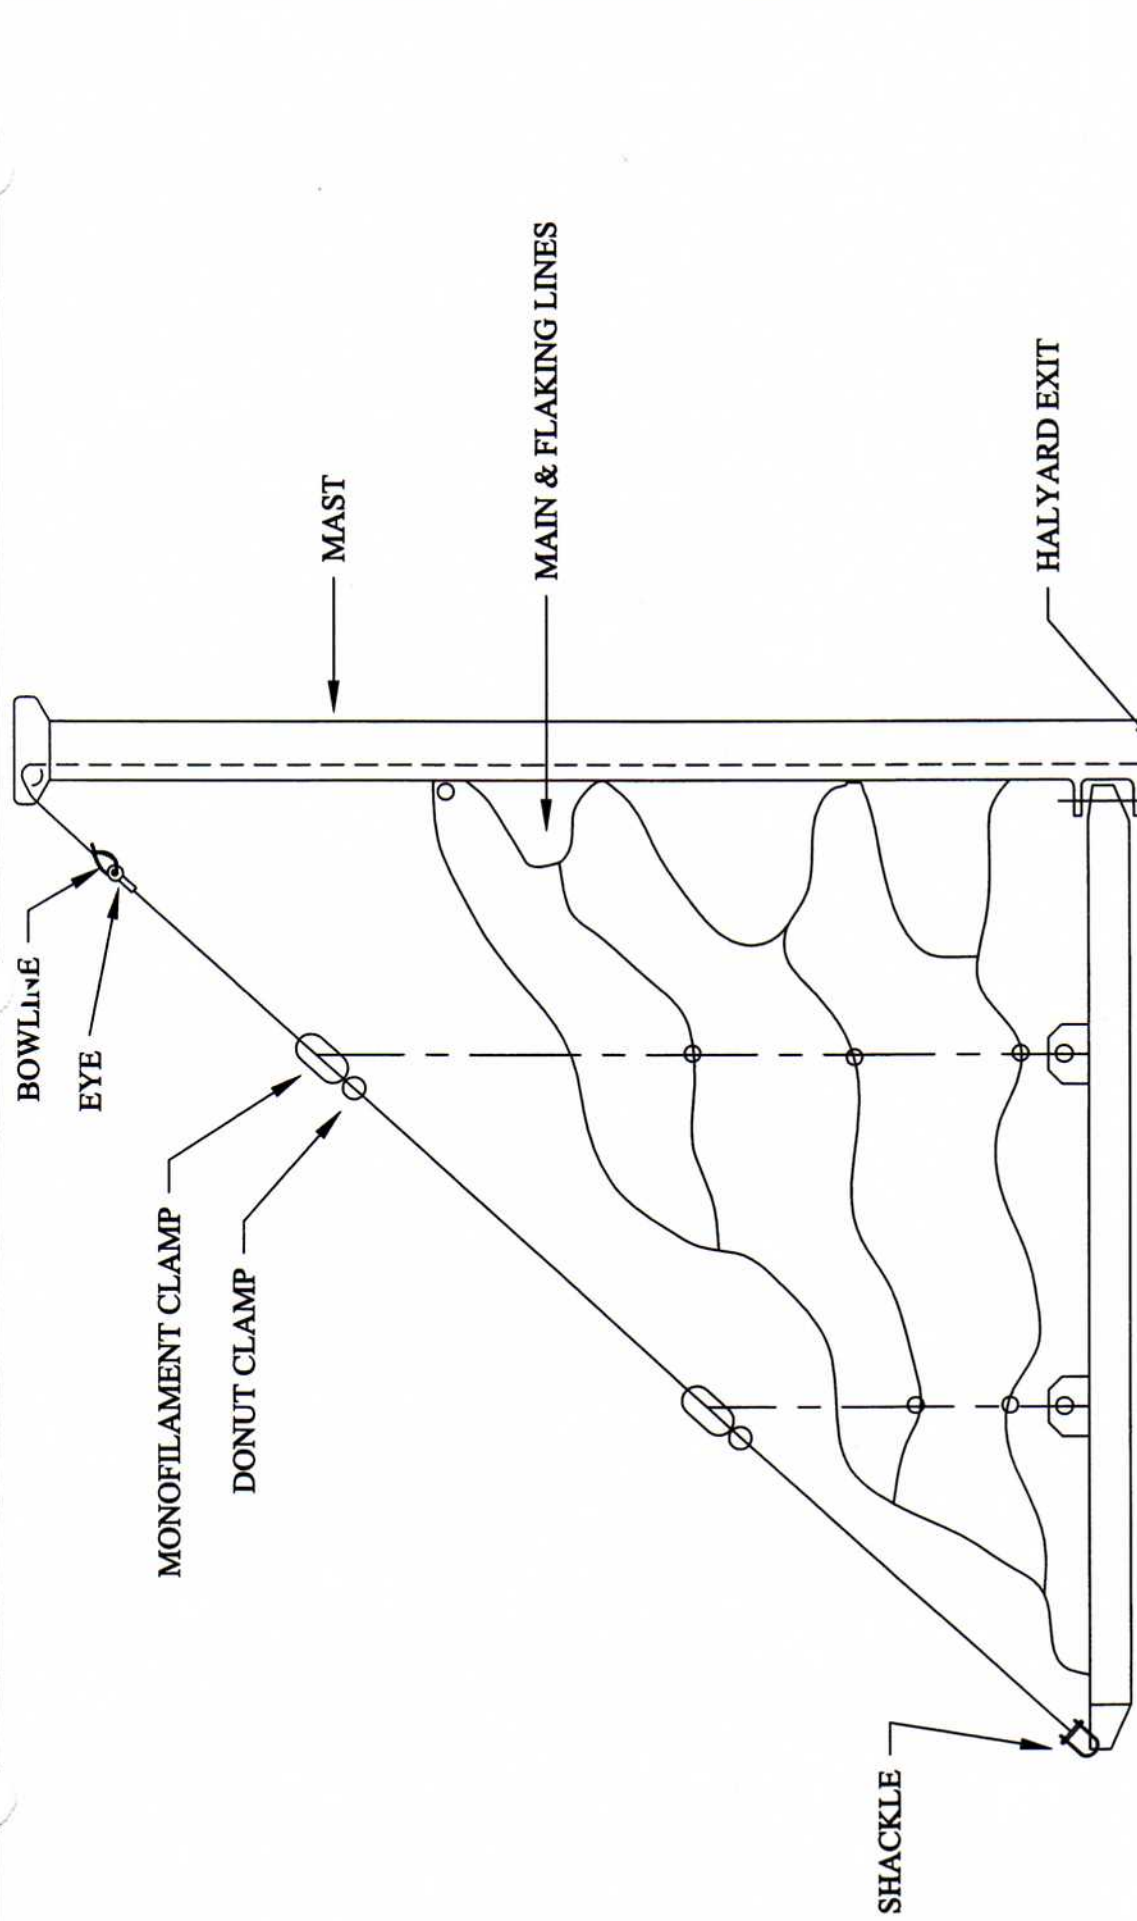 BOWLINE
EYE
MONOFILAMENT CLAMP
DONUT CLAMP
MAST
MAIN & FLAKING LINES
HALYARD EXIT
SHACKLE